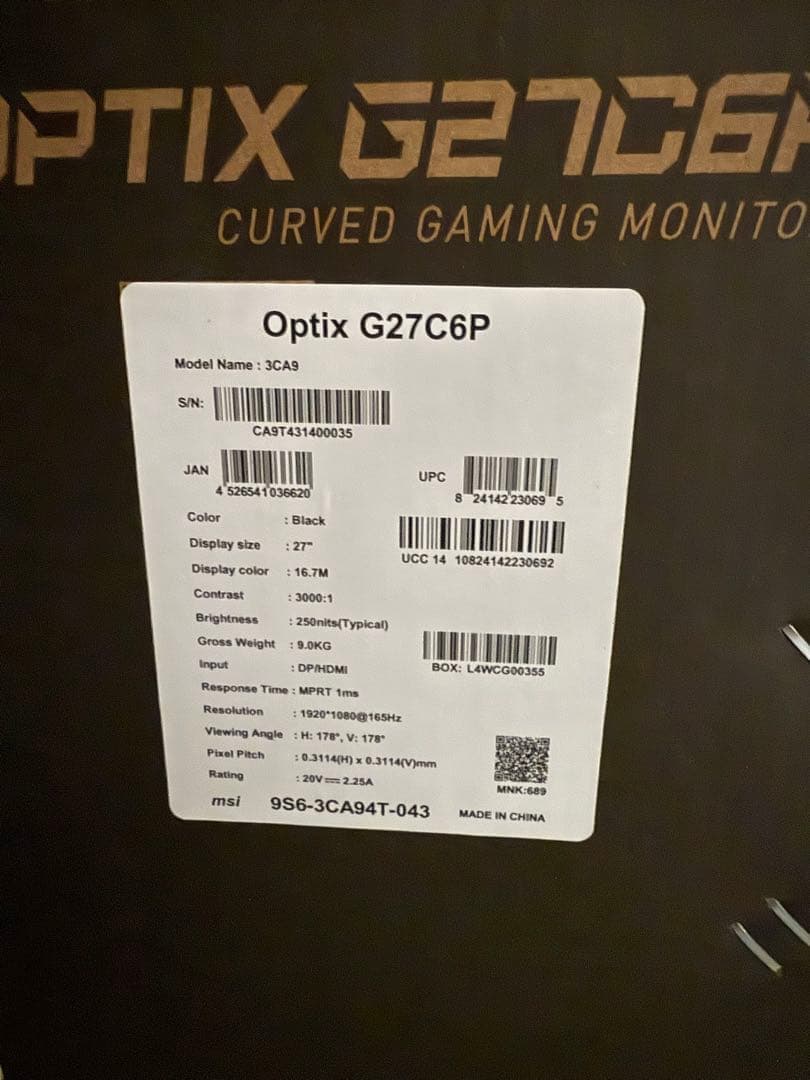 OPTIX G27C6P
CURVED GAMING MONITO
Optix G27C6P
Model Name : 3CA9
S/N:
CA9T431400035
JAN
4 526541 036620
UPC
8 24142 23069 5
UCC 14 10824142230692
Color : Black
Display size : 27"
Display color : 16.7M
Contrast : 3000:1
Brightness : 250nits(Typical)
Gross Weight : 9.0KG
BOX: L4WCG00355
Input : DP/HDMI
Response Time : MPRT 1ms
Resolution : 1920*1080@165Hz
Viewing Angle : H: 178°, V: 178°
Pixel Pitch : 0.3114(H) x 0.3114(V)mm
Rating : 20V⎓2.25A
MNK:689
msi 9S6-3CA94T-043 MADE IN CHINA